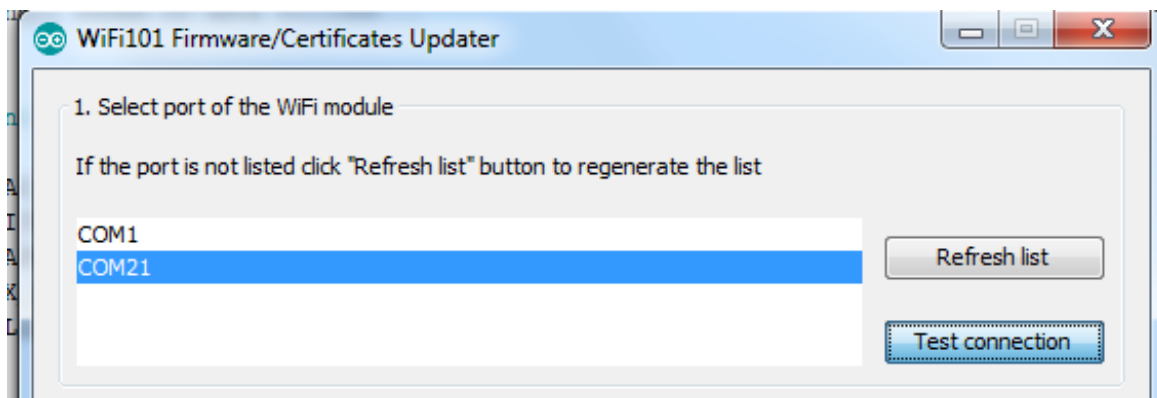 WiFi101 Firmware/Certificates Updater
1. Select port of the WiFi module
If the port is not listed click "Refresh list" button to regenerate the list
COM1
COM21
Refresh list
Test connection